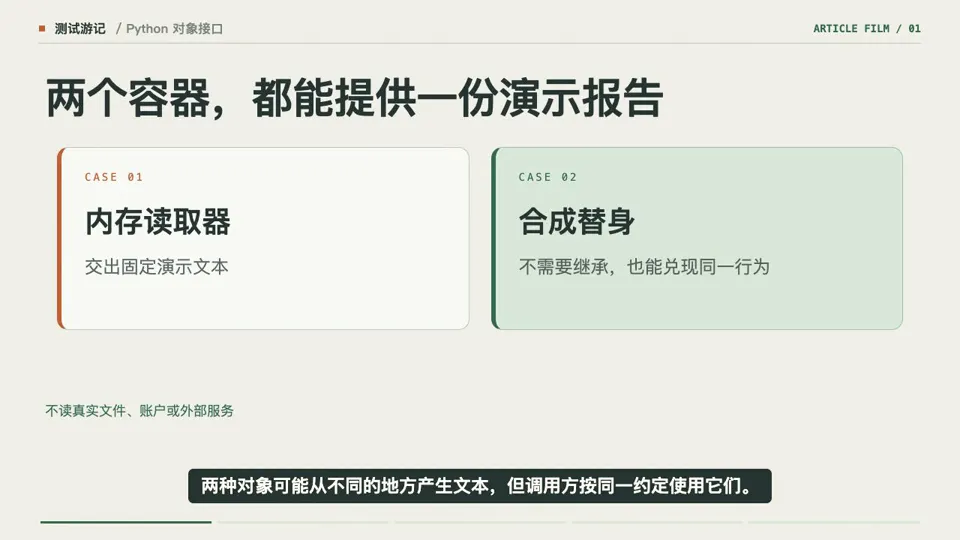 测试游记 / Python 对象接口
ARTICLE FILM / 01
两个容器，都能提供一份演示报告
CASE 01
内存读取器
交出固定演示文本
CASE 02
合成替身
不需要继承，也能兑现同一行为
不读真实文件、账户或外部服务
两种对象可能从不同的地方产生文本，但调用方按同一约定使用它们。